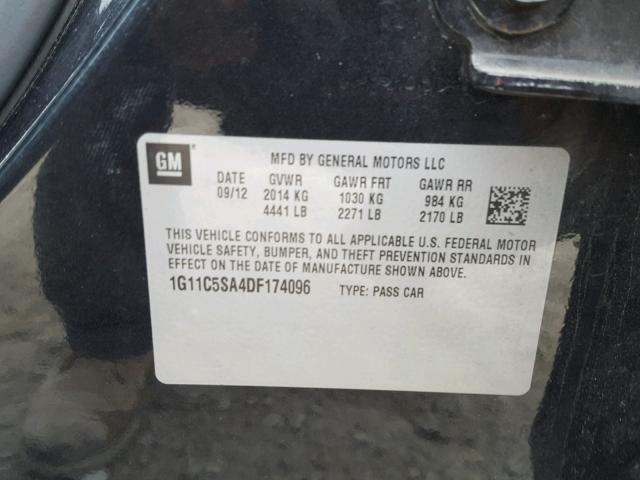 GM
MFD BY GENERAL MOTORS LLC
DATE GVWR GAWR FRT GAWR RR
09/12 2014 KG 1030 KG 984 KG
4441 LB 2271 LB 2170 LB
THIS VEHICLE CONFORMS TO ALL APPLICABLE U.S. FEDERAL MOTOR
VEHICLE SAFETY, BUMPER, AND THEFT PREVENTION STANDARDS IN
EFFECT ON THE DATE OF MANUFACTURE SHOWN ABOVE.
1G11C5SA4DF174096 TYPE: PASS CAR